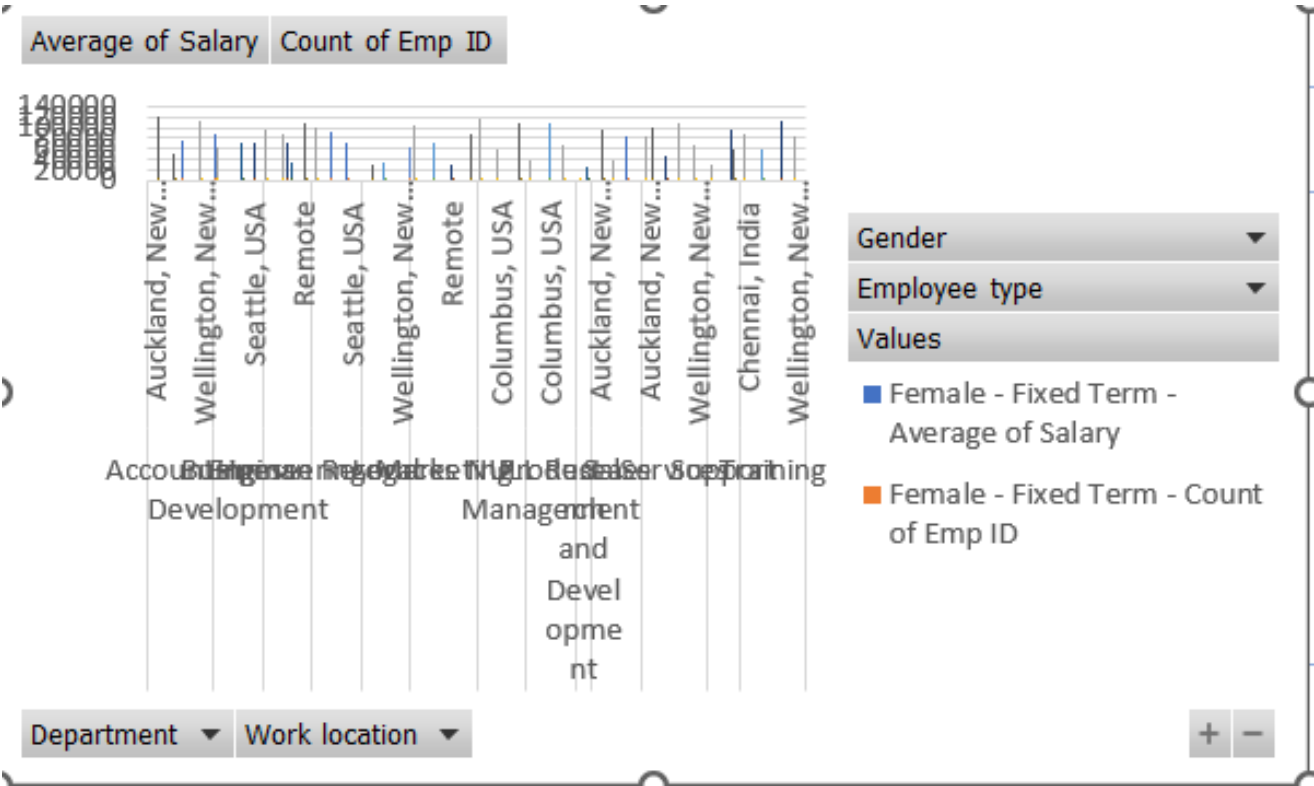 Average of Salary
Count of Emp ID
140000
20000
0
Auckland, New...
Wellington, New...
Seattle, USA
Remote
Seattle, USA
Wellington, New...
Remote
Columbus, USA
Columbus, USA
Auckland, New...
Auckland, New...
Wellington, New...
Chennai, India
Wellington, New...
Development
Training
Management
and
Devel
opme
nt
Gender
Employee type
Values
Female - Fixed Term -
Average of Salary
Female - Fixed Term - Count
of Emp ID
Department
Work location
+
−